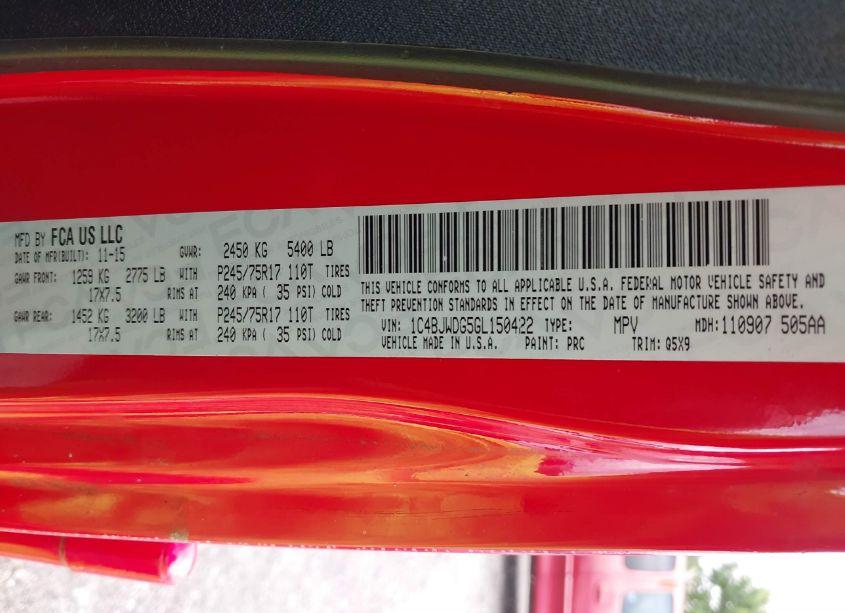 MFD BY FCA US LLC
DATE OF MFR(BUILT): 11-15 GVWR: 2450 KG 5400 LB
GAWR FRONT: 1259 KG 2775 LB WITH P245/75R17 110T TIRES
17X7.5 RIMS AT 240 KPA ( 35 PSI) COLD
GAWR REAR: 1452 KG 3200 LB WITH P245/75R17 110T TIRES
17X7.5 RIMS AT 240 KPA ( 35 PSI) COLD
THIS VEHICLE CONFORMS TO ALL APPLICABLE U.S.A. FEDERAL MOTOR VEHICLE SAFETY AND
THEFT PREVENTION STANDARDS IN EFFECT ON THE DATE OF MANUFACTURE SHOWN ABOVE.
VIN: 1C4BJWDG5GL150422 TYPE: MPV MDH:110907 505AA
VEHICLE MADE IN U.S.A. PAINT: PRC TRIM: Q5X9